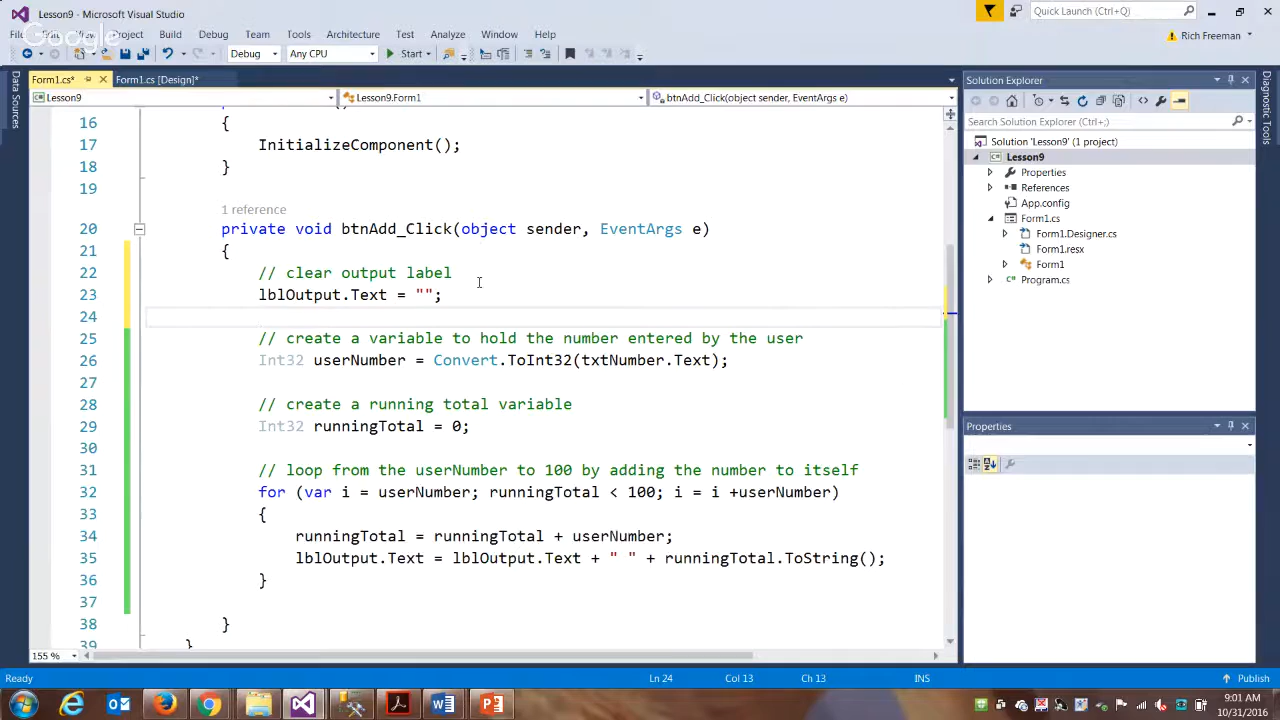 Lesson9 - Microsoft Visual Studio
Quick Launch (Ctrl+Q)
Google
Build Debug Team Tools Architecture Test Analyze Window Help
Rich Freeman
Debug Any CPU Start
Form1.cs* Form1.cs [Design]*
Lesson9 Lesson9.Form1 btnAdd_Click(object sender, EventArgs e)
Data Sources
16 {
17 InitializeComponent();
18 }
19
1 reference
20 private void btnAdd_Click(object sender, EventArgs e)
21 {
22 // clear output label
23 lblOutput.Text = "";
24
25 // create a variable to hold the number entered by the user
26 Int32 userNumber = Convert.ToInt32(txtNumber.Text);
27
28 // create a running total variable
29 Int32 runningTotal = 0;
30
31 // loop from the userNumber to 100 by adding the number to itself
32 for (var i = userNumber; runningTotal < 100; i = i +userNumber)
33 {
34 runningTotal = runningTotal + userNumber;
35 lblOutput.Text = lblOutput.Text + " " + runningTotal.ToString();
36 }
37
38 }
39 }
155 %
Solution Explorer
Search Solution Explorer (Ctrl+;)
Solution 'Lesson9' (1 project)
Lesson9
Properties
References
App.config
Form1.cs
Form1.Designer.cs
Form1.resx
Form1
Program.cs
Properties
Diagnostic Tools
Ready Ln 24 Col 13 Ch 13 INS Publish
9:01 AM
10/31/2016